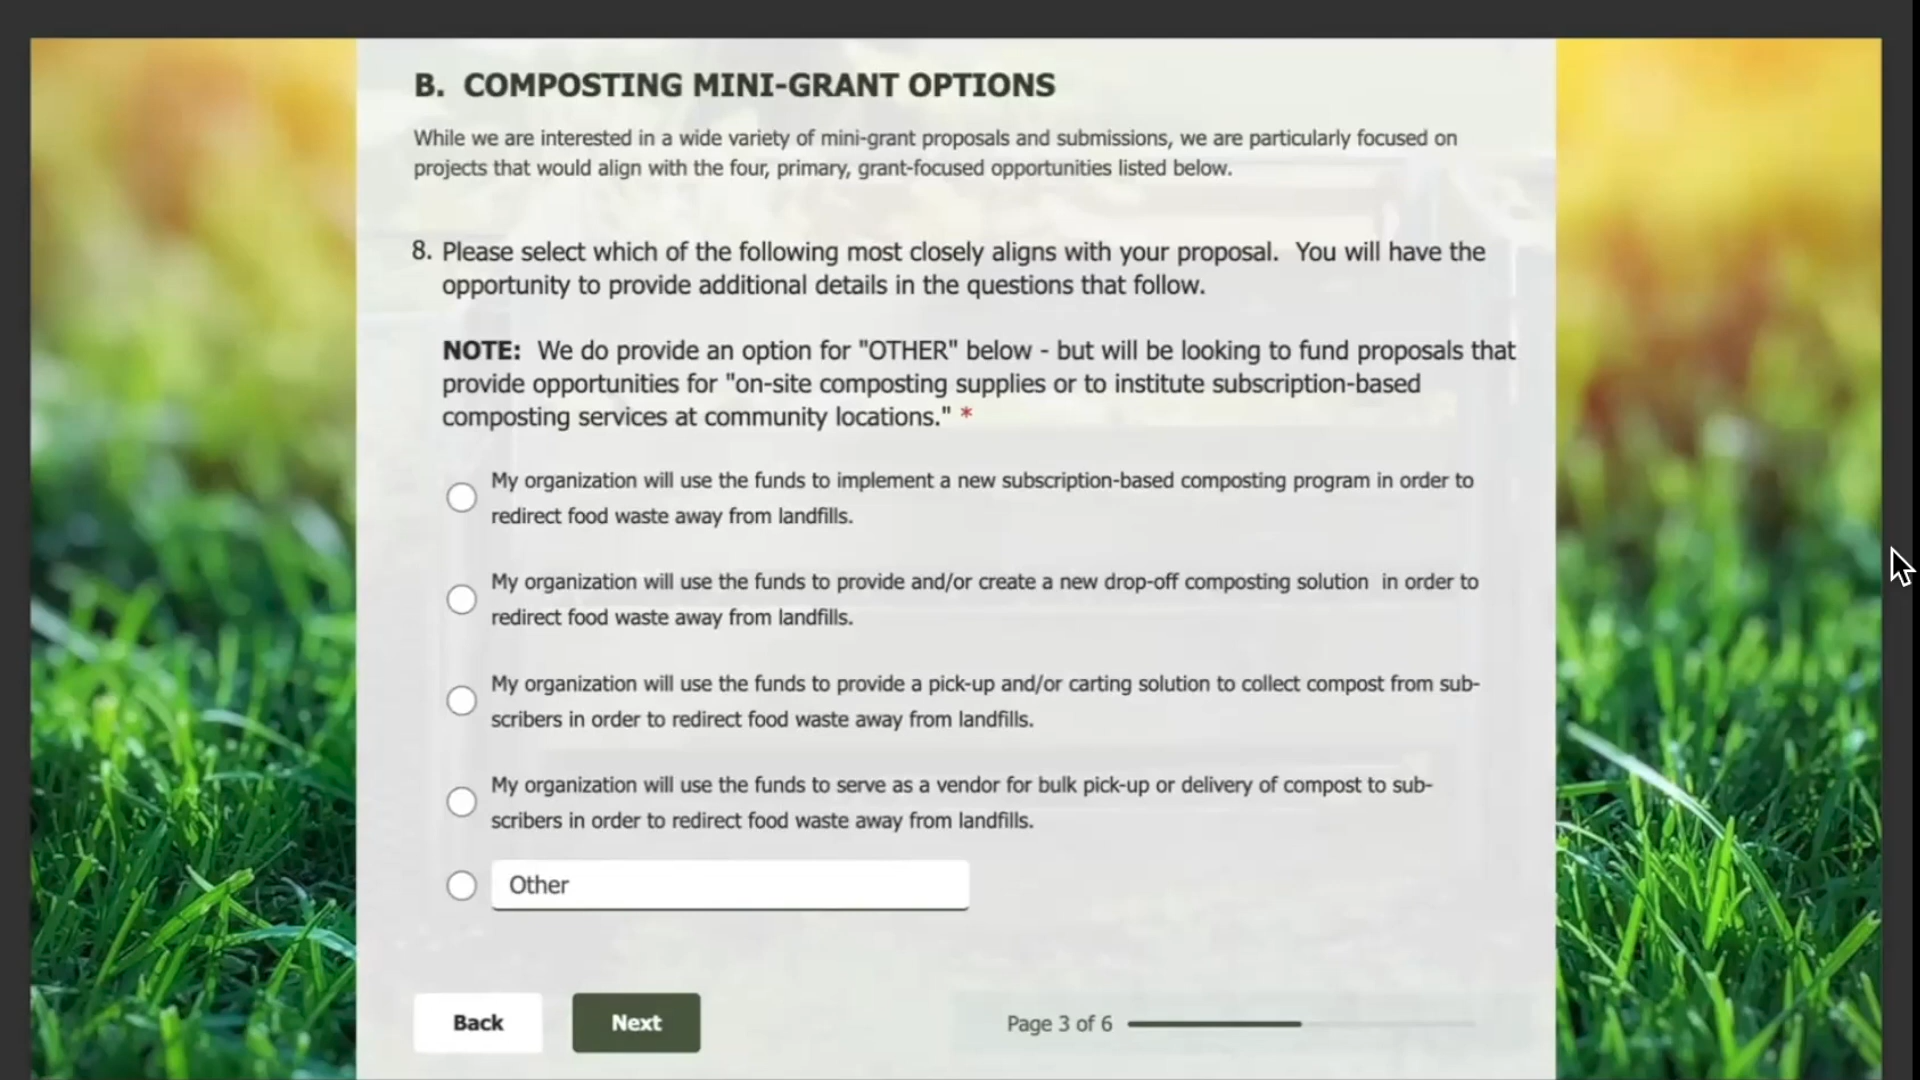 B. COMPOSTING MINI-GRANT OPTIONS
While we are interested in a wide variety of mini-grant proposals and submissions, we are particularly focused on
projects that would align with the four, primary, grant-focused opportunities listed below.
8. Please select which of the following most closely aligns with your proposal. You will have the
opportunity to provide additional details in the questions that follow.
NOTE: We do provide an option for "OTHER" below - but will be looking to fund proposals that
provide opportunities for "on-site composting supplies or to institute subscription-based
composting services at community locations." *
My organization will use the funds to implement a new subscription-based composting program in order to
redirect food waste away from landfills.
My organization will use the funds to provide and/or create a new drop-off composting solution in order to
redirect food waste away from landfills.
My organization will use the funds to provide a pick-up and/or carting solution to collect compost from sub-
scribers in order to redirect food waste away from landfills.
My organization will use the funds to serve as a vendor for bulk pick-up or delivery of compost to sub-
scribers in order to redirect food waste away from landfills.
Other
Back Next Page 3 of 6